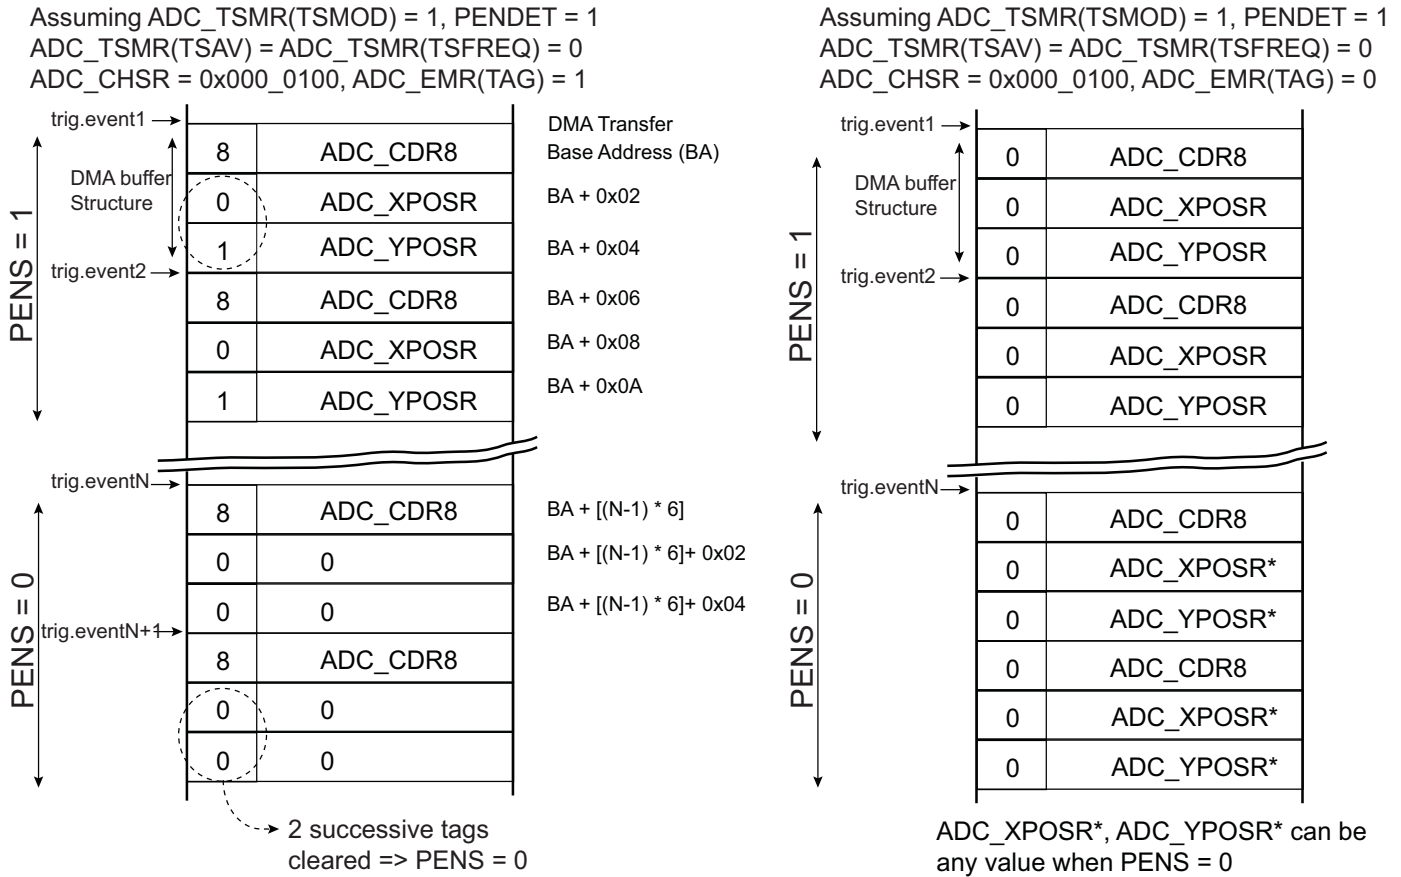 Assuming ADC_TSMR(TSMOD) = 1, PENDET = 1
ADC_TSMR(TSAV) = ADC_TSMR(TSFREQ) = 0
ADC_CHSR = 0x000_0100, ADC_EMR(TAG) = 1
trig.event1
DMA Transfer
8 ADC_CDR8 Base Address (BA)
DMA buffer
Structure
0 ADC_XPOSR BA + 0x02
1 ADC_YPOSR BA + 0x04
trig.event2
8 ADC_CDR8 BA + 0x06
0 ADC_XPOSR BA + 0x08
1 ADC_YPOSR BA + 0x0A
PENS = 1
trig.eventN
8 ADC_CDR8 BA + [(N-1) * 6]
0 0 BA + [(N-1) * 6]+ 0x02
0 0 BA + [(N-1) * 6]+ 0x04
trig.eventN+1
8 ADC_CDR8
0 0
0 0
PENS = 0
2 successive tags
cleared => PENS = 0
Assuming ADC_TSMR(TSMOD) = 1, PENDET = 1
ADC_TSMR(TSAV) = ADC_TSMR(TSFREQ) = 0
ADC_CHSR = 0x000_0100, ADC_EMR(TAG) = 0
trig.event1
0 ADC_CDR8
DMA buffer
Structure
0 ADC_XPOSR
0 ADC_YPOSR
trig.event2
0 ADC_CDR8
0 ADC_XPOSR
0 ADC_YPOSR
PENS = 1
trig.eventN
0 ADC_CDR8
0 ADC_XPOSR*
0 ADC_YPOSR*
0 ADC_CDR8
0 ADC_XPOSR*
0 ADC_YPOSR*
PENS = 0
ADC_XPOSR*, ADC_YPOSR* can be
any value when PENS = 0